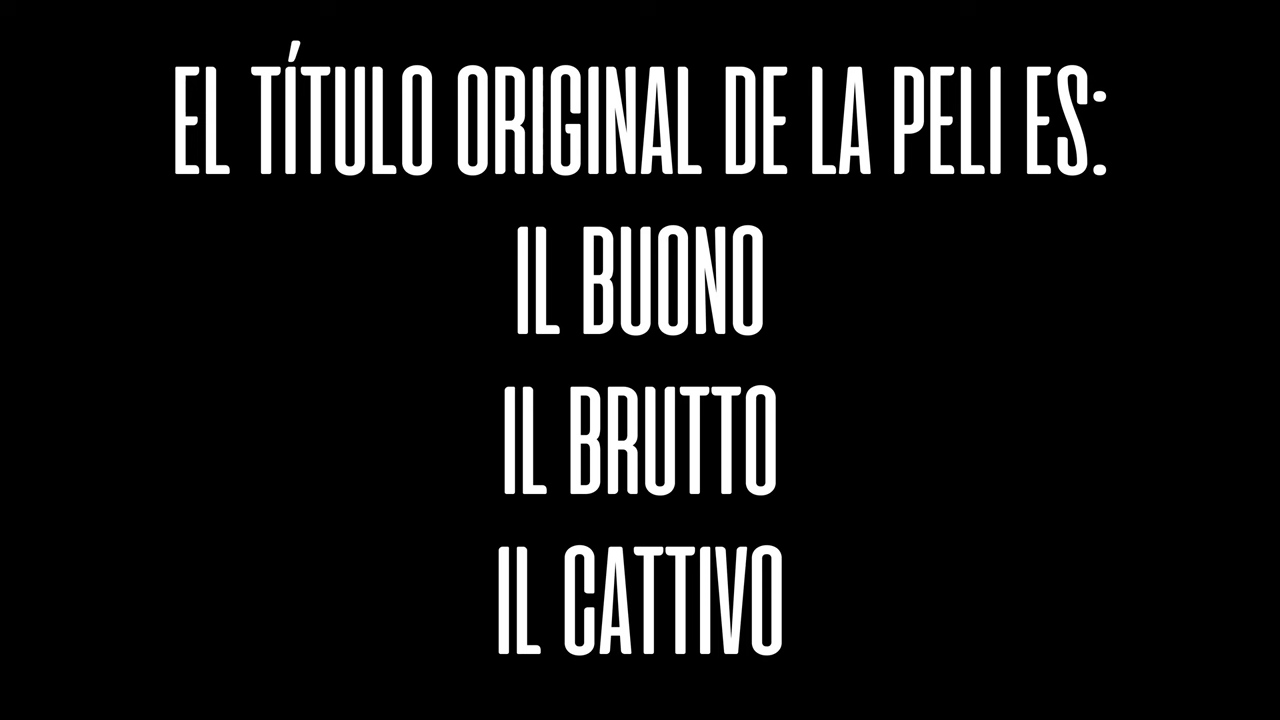 EL TÍTULO ORIGINAL DE LA PELI ES:
IL BUONO
IL BRUTTO
IL CATTIVO